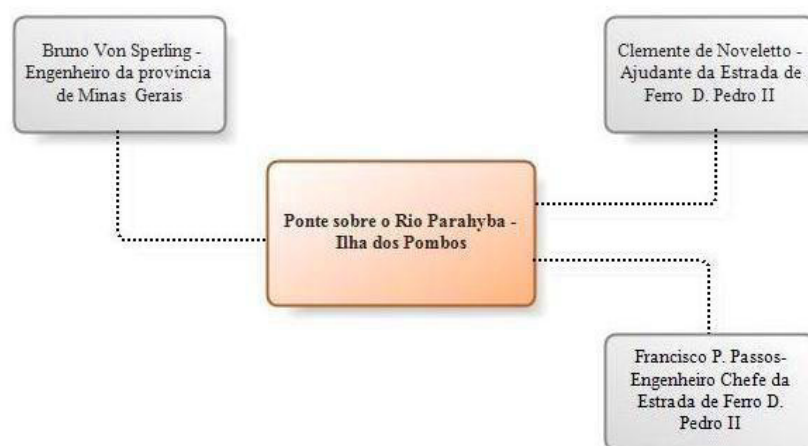 Bruno Von Sperling -
Engenheiro da província
de Minas Gerais
Clemente de Noveletto -
Ajudante da Estrada de
Ferro D. Pedro II
Ponte sobre o Rio Parahyba -
Ilha dos Pombos
Francisco P. Passos-
Engenheiro Chefe da
Estrada de Ferro D.
Pedro II